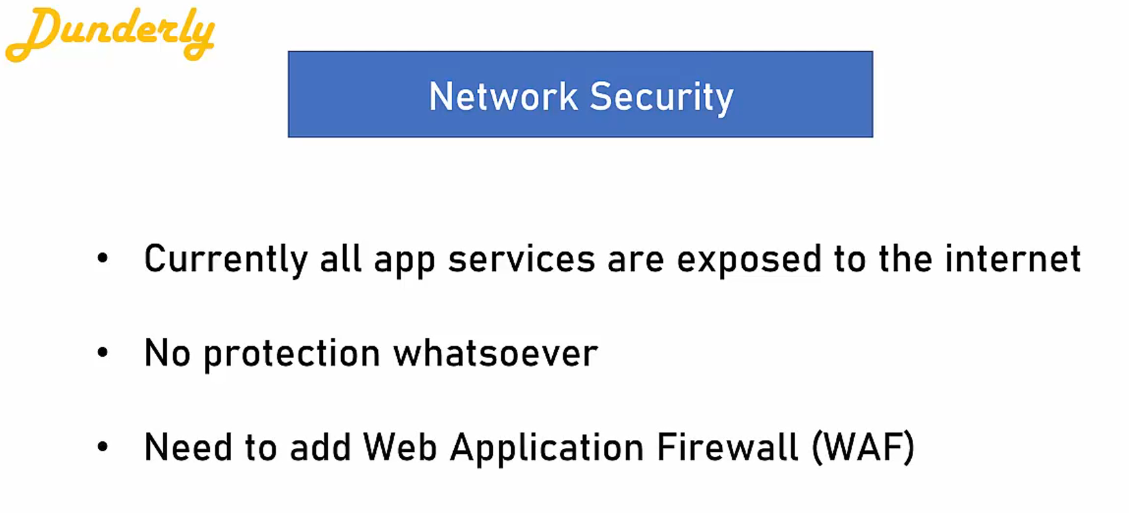 Dunderly
Network Security
• Currently all app services are exposed to the internet
• No protection whatsoever
• Need to add Web Application Firewall (WAF)